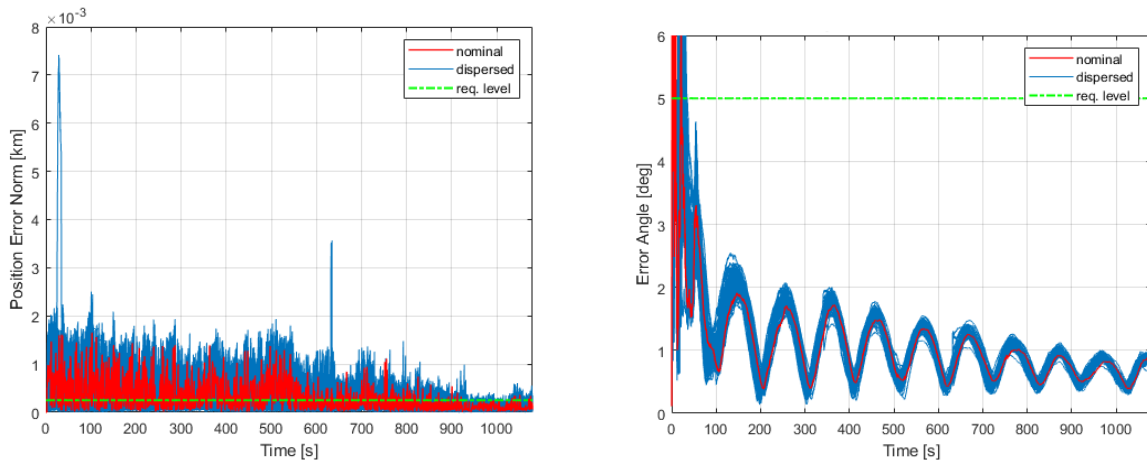 ×10⁻³
8
7
6
5
4
3
2
1
0
Position Error Norm [km]
0 100 200 300 400 500 600 700 800 900 1000
Time [s]
nominal
dispersed
req. level
6
5
4
3
2
1
0
Error Angle [deg]
0 100 200 300 400 500 600 700 800 900 1000
Time [s]
nominal
dispersed
req. level